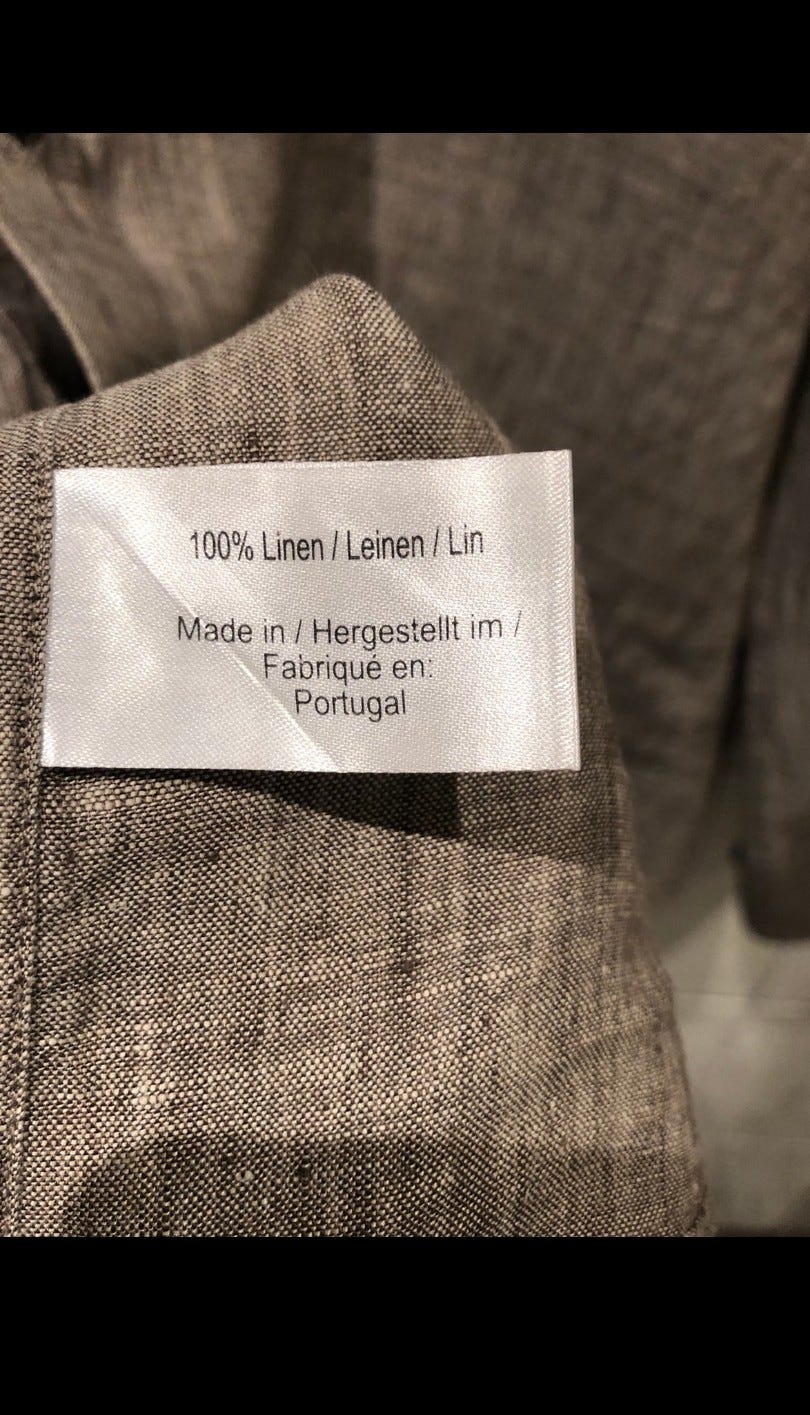 100% Linen / Leinen / Lin
Made in / Hergestellt im /
Fabriqué en:
Portugal